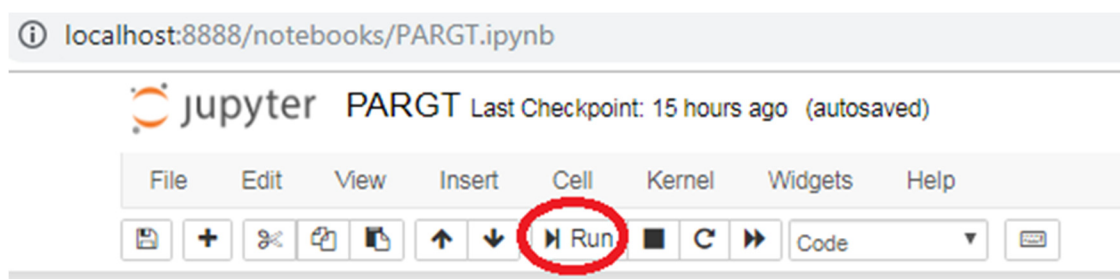 localhost:8888/notebooks/PARGT.ipynb
jupyter PARGT Last Checkpoint: 15 hours ago (autosaved)
File Edit View Insert Cell Kernel Widgets Help
Run Code